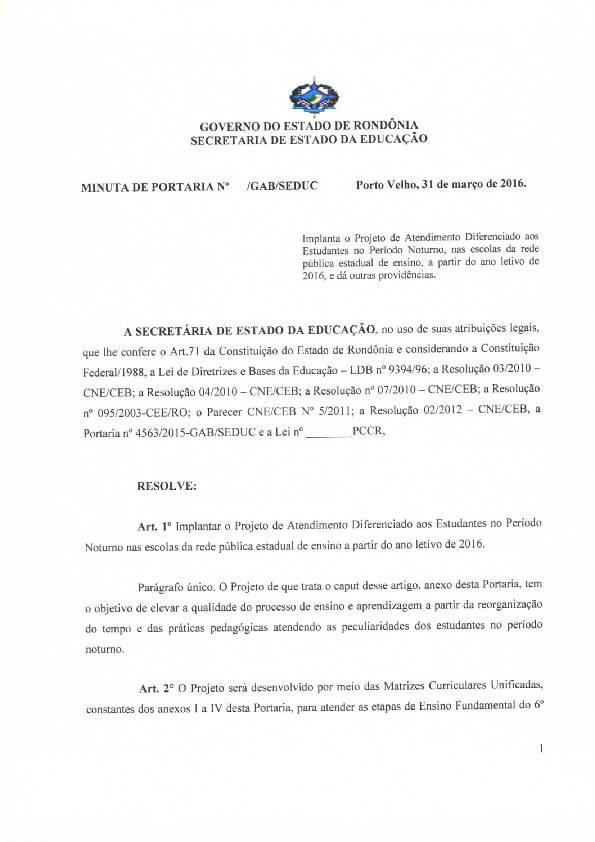 GOVERNO DO ESTADO DE RONDÔNIA
SECRETARIA DE ESTADO DA EDUCAÇÃO
MINUTA DE PORTARIA Nº /GAB/SEDUC Porto Velho, 31 de março de 2016.
Implanta o Projeto de Atendimento Diferenciado aos
Estudantes no Período Noturno, nas escolas da rede
pública estadual de ensino, a partir do ano letivo de
2016, e dá outras providências.
A SECRETÁRIA DE ESTADO DA EDUCAÇÃO, no uso de suas atribuições legais,
que lhe confere o Art.71 da Constituição do Estado de Rondônia e considerando a Constituição
Federal/1988, a Lei de Diretrizes e Bases da Educação – LDB nº 9394/96; a Resolução 03/2010 –
CNE/CEB; a Resolução 04/2010 – CNE/CEB; a Resolução nº 07/2010 – CNE/CEB; a Resolução
nº 095/2003-CEE/RO; o Parecer CNE/CEB Nº 5/2011; a Resolução 02/2012 – CNE/CEB, a
Portaria nº 4563/2015-GAB/SEDUC e a Lei nº ________PCCR,
RESOLVE:
Art. 1º Implantar o Projeto de Atendimento Diferenciado aos Estudantes no Período
Noturno nas escolas da rede pública estadual de ensino a partir do ano letivo de 2016.
Parágrafo único. O Projeto de que trata o caput desse artigo, anexo desta Portaria, tem
o objetivo de elevar a qualidade do processo de ensino e aprendizagem a partir da reorganização
do tempo e das práticas pedagógicas atendendo as peculiaridades dos estudantes no período
noturno.
Art. 2º O Projeto será desenvolvido por meio das Matrizes Curriculares Unificadas,
constantes dos anexos I a IV desta Portaria, para atender as etapas de Ensino Fundamental do 6º
1